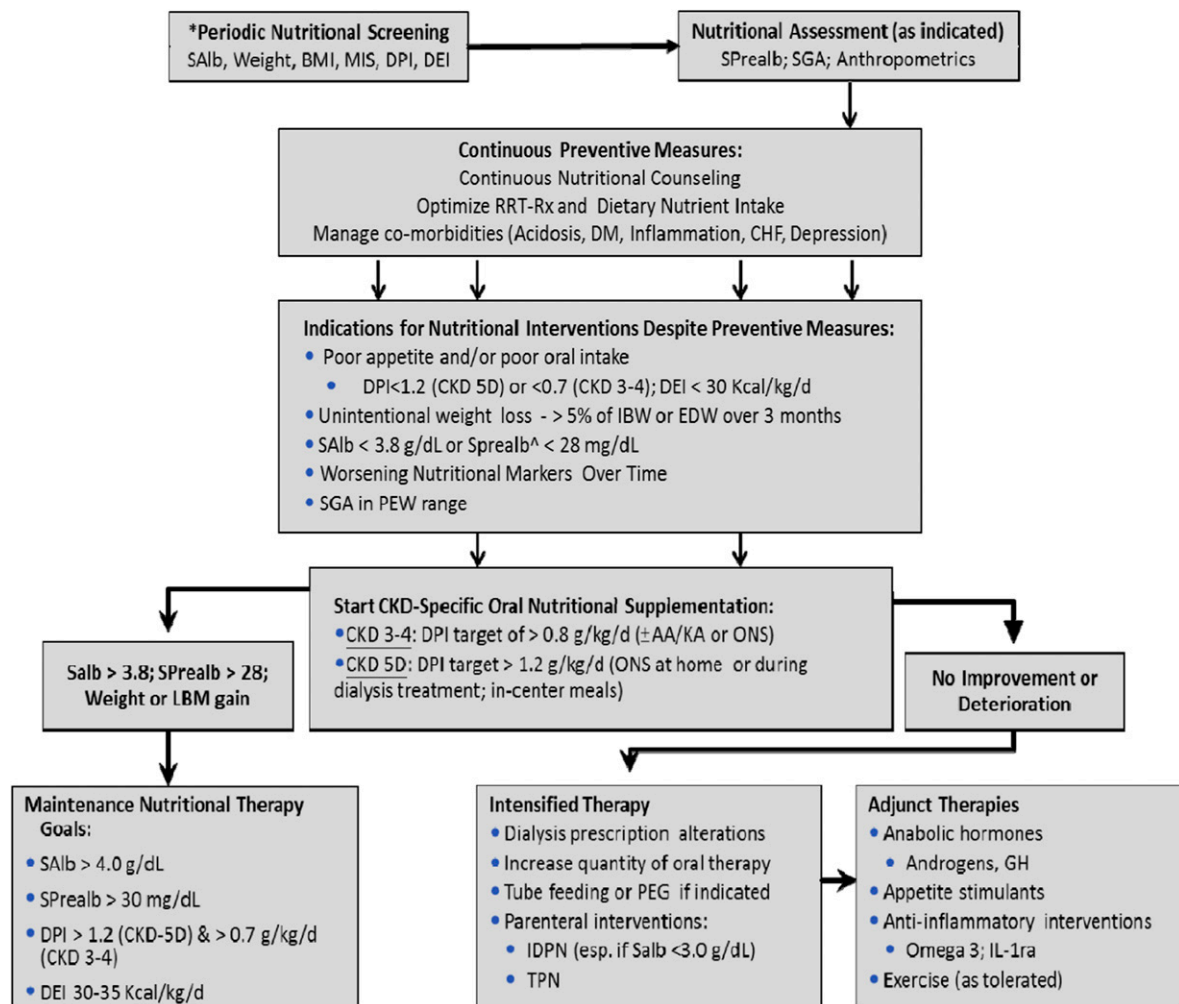 *Periodic Nutritional Screening
SAlb, Weight, BMI, MIS, DPI, DEI
Nutritional Assessment (as indicated)
SPrealb; SGA; Anthropometrics
Continuous Preventive Measures:
Continuous Nutritional Counseling
Optimize RRT-Rx and Dietary Nutrient Intake
Manage co-morbidities (Acidosis, DM, Inflammation, CHF, Depression)
Indications for Nutritional Interventions Despite Preventive Measures:
• Poor appetite and/or poor oral intake
• DPI<1.2 (CKD 5D) or <0.7 (CKD 3-4); DEI < 30 Kcal/kg/d
• Unintentional weight loss - > 5% of IBW or EDW over 3 months
• SAlb < 3.8 g/dL or Sprealb^ < 28 mg/dL
• Worsening Nutritional Markers Over Time
• SGA in PEW range
Start CKD-Specific Oral Nutritional Supplementation:
• CKD 3-4: DPI target of > 0.8 g/kg/d (±AA/KA or ONS)
• CKD 5D: DPI target > 1.2 g/kg/d (ONS at home or during
dialysis treatment; in-center meals)
Salb > 3.8; SPrealb > 28;
Weight or LBM gain
No Improvement or
Deterioration
Maintenance Nutritional Therapy
Goals:
• SAlb > 4.0 g/dL
• SPrealb > 30 mg/dL
• DPI > 1.2 (CKD-5D) & > 0.7 g/kg/d
(CKD 3-4)
• DEI 30-35 Kcal/kg/d
Intensified Therapy
• Dialysis prescription alterations
• Increase quantity of oral therapy
• Tube feeding or PEG if indicated
• Parenteral interventions:
• IDPN (esp. if Salb <3.0 g/dL)
• TPN
Adjunct Therapies
• Anabolic hormones
• Androgens, GH
• Appetite stimulants
• Anti-inflammatory interventions
• Omega 3; IL-1ra
• Exercise (as tolerated)